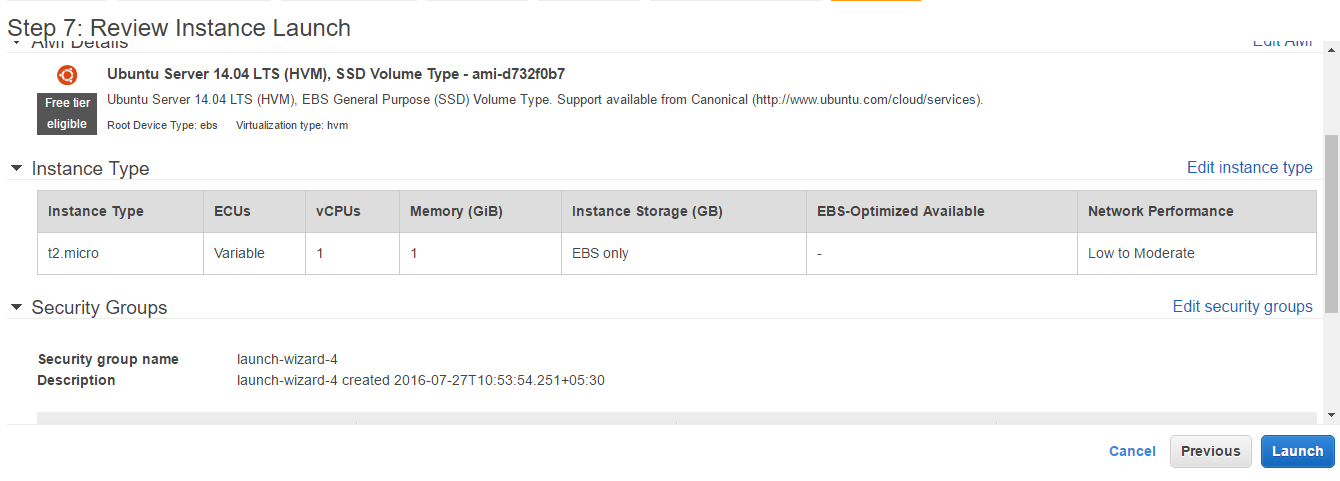 Step 7: Review Instance Launch
AMI Details Edit AMI
Ubuntu Server 14.04 LTS (HVM), SSD Volume Type - ami-d732f0b7
Free tier eligible
Ubuntu Server 14.04 LTS (HVM), EBS General Purpose (SSD) Volume Type. Support available from Canonical (http://www.ubuntu.com/cloud/services).
Root Device Type: ebs Virtualization type: hvm
Instance Type Edit instance type
Instance Type ECUs vCPUs Memory (GiB) Instance Storage (GB) EBS-Optimized Available Network Performance
t2.micro Variable 1 1 EBS only - Low to Moderate
Security Groups Edit security groups
Security group name launch-wizard-4
Description launch-wizard-4 created 2016-07-27T10:53:54.251+05:30
Cancel Previous Launch